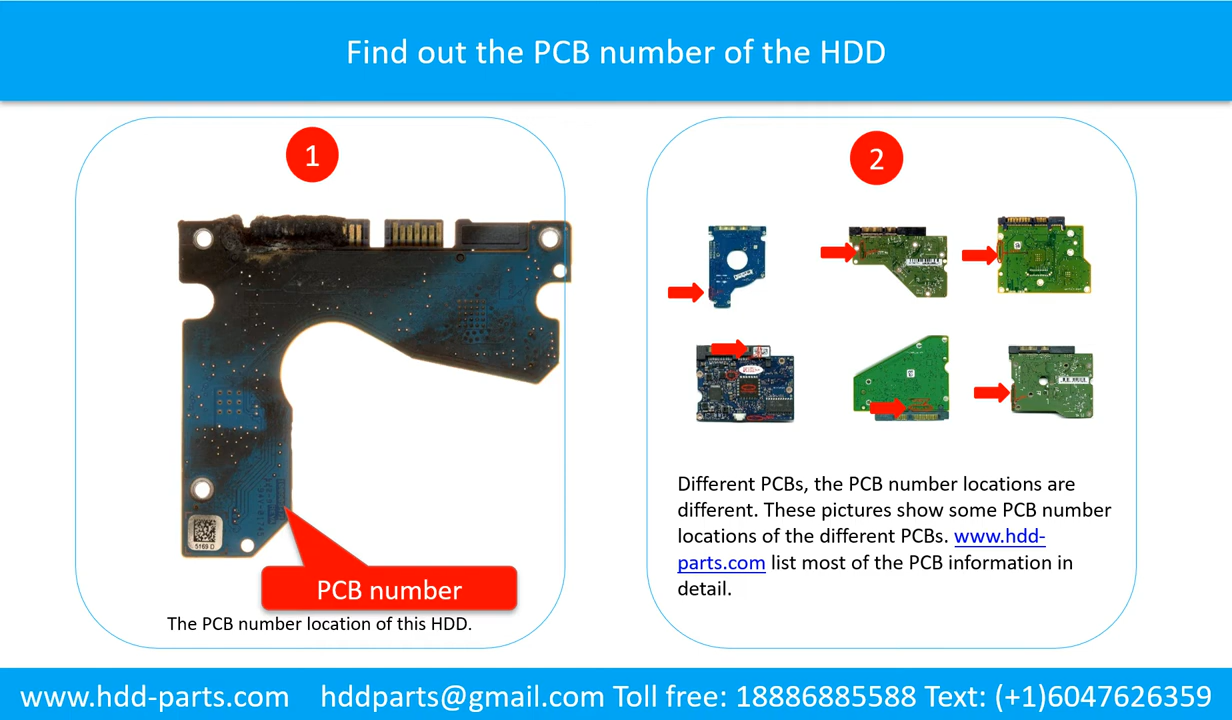 Find out the PCB number of the HDD
1
5169 D
PCB number
The PCB number location of this HDD.
2
Different PCBs, the PCB number locations are
different. These pictures show some PCB number
locations of the different PCBs. www.hdd-
parts.com list most of the PCB information in
detail.
www.hdd-parts.com hddparts@gmail.com Toll free: 18886885588 Text: (+1)6047626359